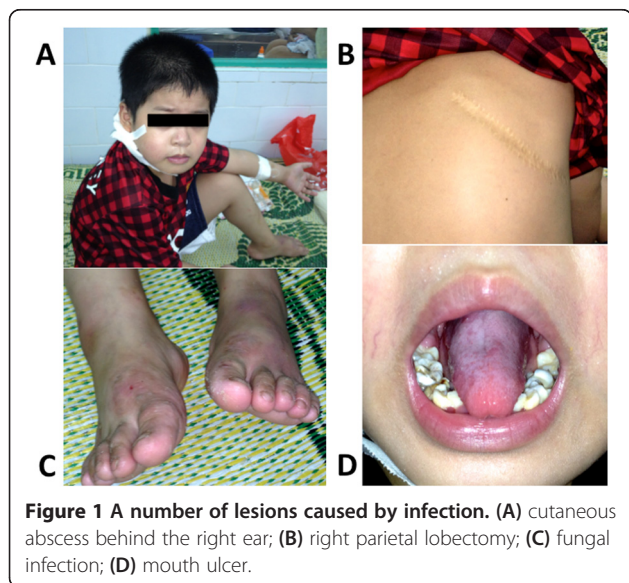 A
B
C
D
Figure 1 A number of lesions caused by infection. (A) cutaneous
abscess behind the right ear; (B) right parietal lobectomy; (C) fungal
infection; (D) mouth ulcer.